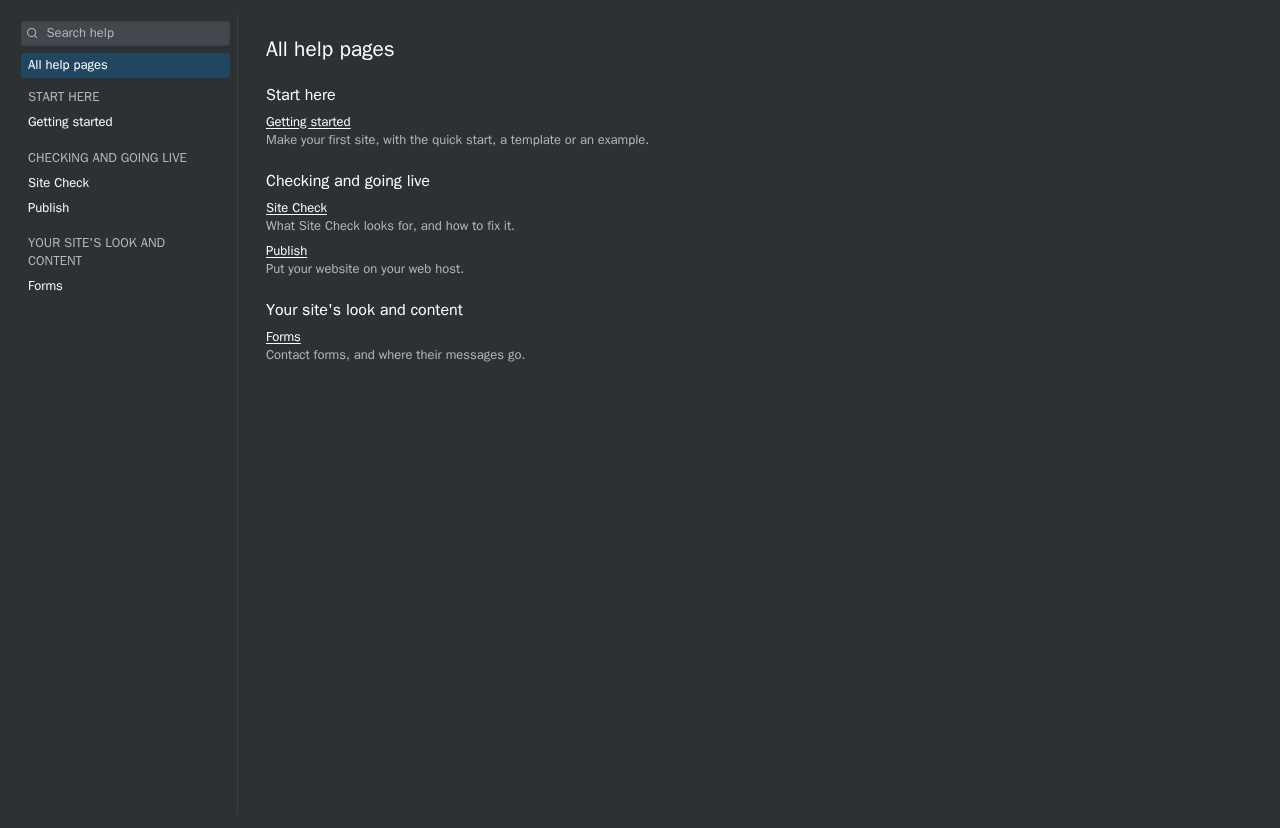 Search help
All help pages
START HERE
Getting started
CHECKING AND GOING LIVE
Site Check
Publish
YOUR SITE'S LOOK AND
CONTENT
Forms
All help pages
Start here
Getting started
Make your first site, with the quick start, a template or an example.
Checking and going live
Site Check
What Site Check looks for, and how to fix it.
Publish
Put your website on your web host.
Your site's look and content
Forms
Contact forms, and where their messages go.